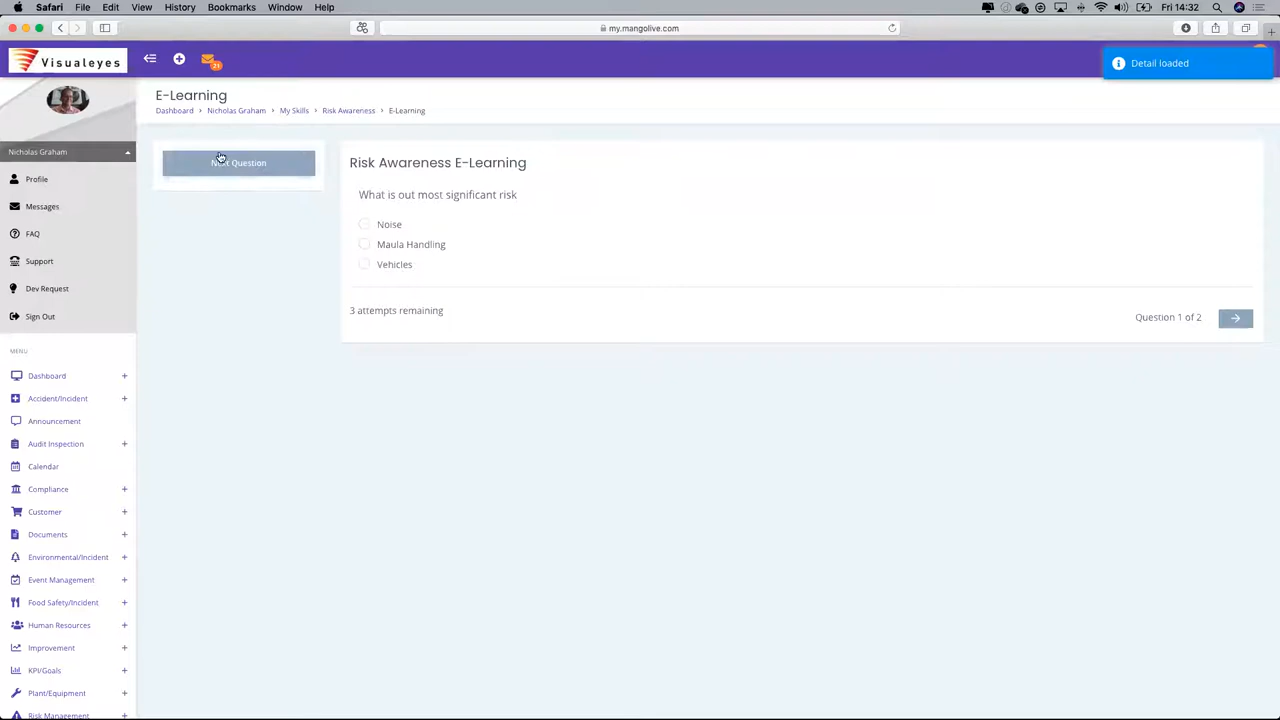 Safari File Edit View History Bookmarks Window Help Fri 14:32
my.mangolive.com
Visualeyes
21
Detail loaded
E-Learning
Dashboard > Nicholas Graham > My Skills > Risk Awareness > E-Learning
Nicholas Graham
Profile
Messages
FAQ
Support
Dev Request
Sign Out
MENU
Dashboard +
Accident/Incident +
Announcement
Audit Inspection +
Calendar
Compliance +
Customer +
Documents +
Environmental/Incident +
Event Management +
Food Safety/Incident +
Human Resources +
Improvement +
KPI/Goals +
Plant/Equipment +
Risk Management +
Next Question
Risk Awareness E-Learning
What is out most significant risk
Noise
Maula Handling
Vehicles
3 attempts remaining
Question 1 of 2